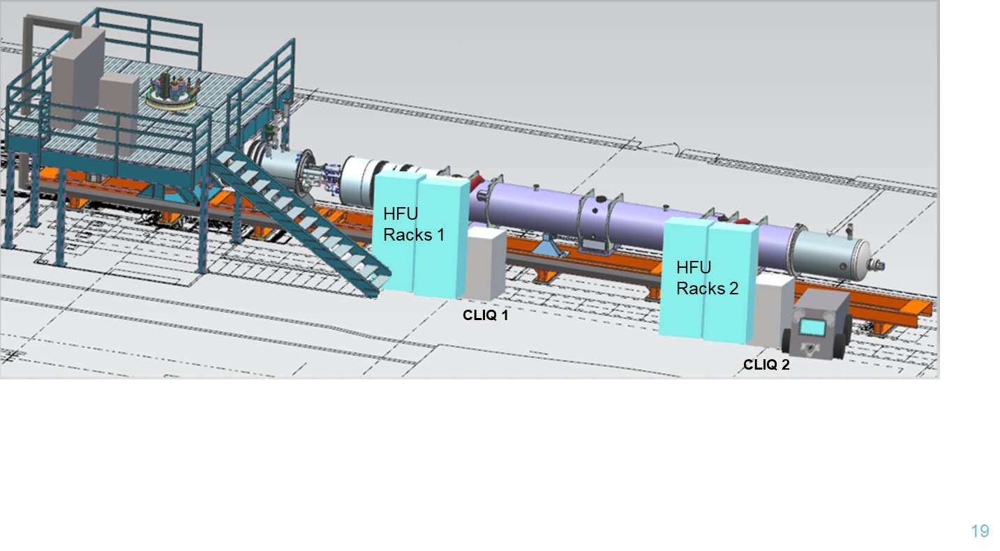 HFU
Racks 1
CLIQ 1
HFU
Racks 2
CLIQ 2
19